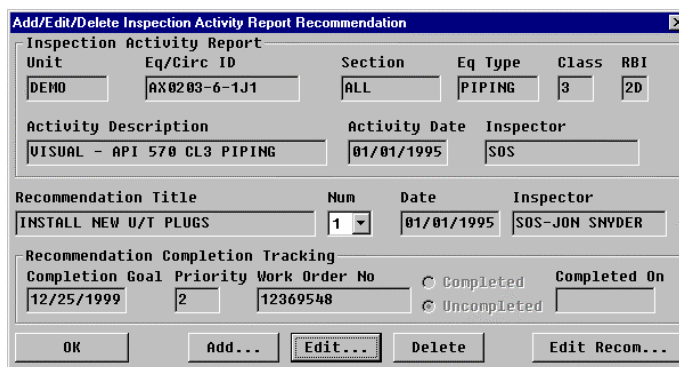 Add/Edit/Delete Inspection Activity Report Recommendation
Inspection Activity Report
Unit Eq/Circ ID Section Eq Type Class RBI
DEMO AX0203-6-1J1 ALL PIPING 3 2D
Activity Description Activity Date Inspector
VISUAL - API 570 CL3 PIPING 01/01/1995 SOS
Recommendation Title Num Date Inspector
INSTALL NEW U/T PLUGS 1 01/01/1995 SOS-JON SNYDER
Recommendation Completion Tracking
Completion Goal Priority Work Order No Completed Completed On
12/25/1999 2 12369548 Uncompleted
OK Add... Edit... Delete Edit Recom...